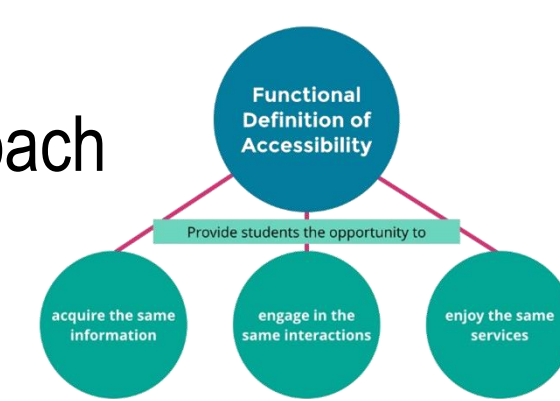 oach
Functional
Definition of
Accessibility
Provide students the opportunity to
acquire the same
information
engage in the
same interactions
enjoy the same
services